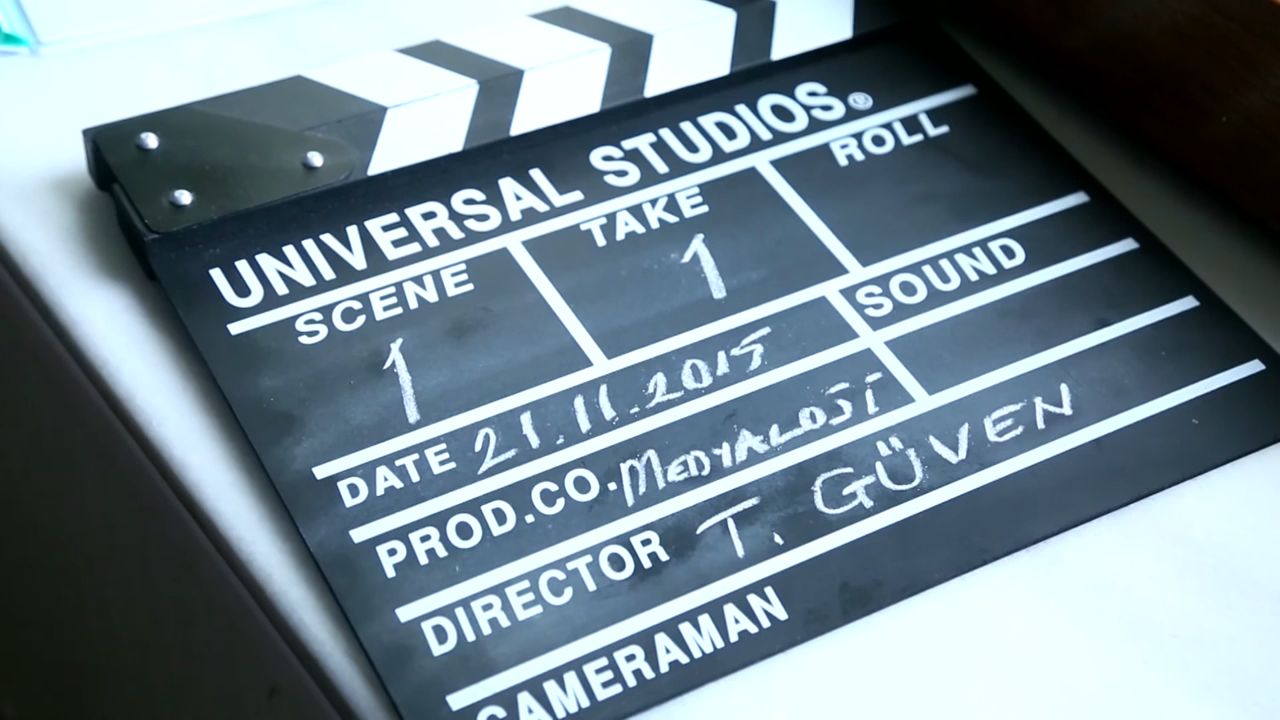 UNIVERSAL STUDIOS®
SCENE TAKE ROLL
1 1
DATE 21.11.2015 SOUND
PROD.CO. MEDYALOJİ
DIRECTOR T. GÜVEN
CAMERAMAN